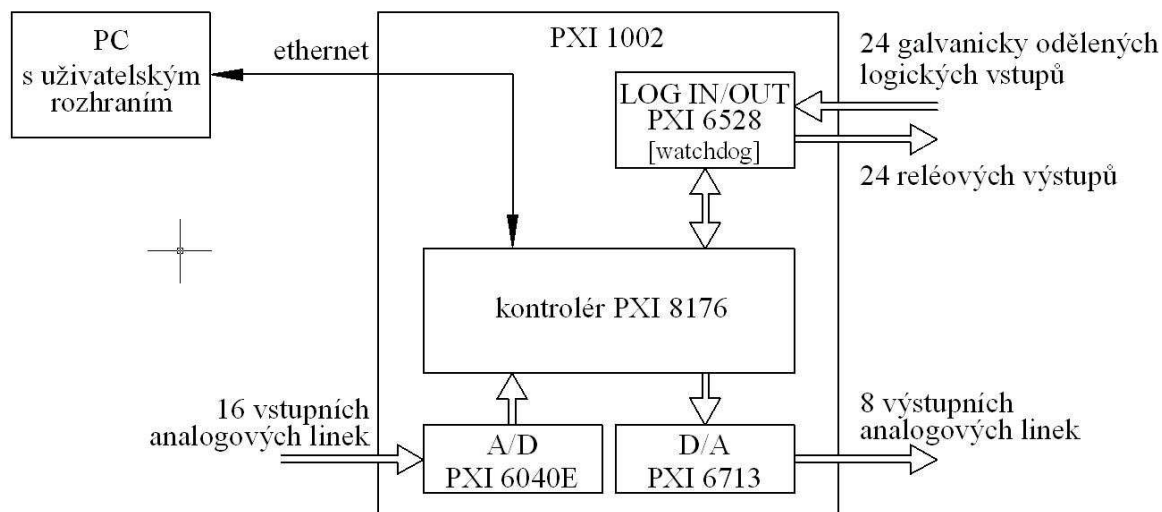 PC
s uživatelským
rozhraním
ethernet
PXI 1002
LOG IN/OUT
PXI 6528
[watchdog]
24 galvanicky odělených
logických vstupů
24 reléových výstupů
kontrolér PXI 8176
16 vstupních
analogových linek
A/D
PXI 6040E
D/A
PXI 6713
8 výstupních
analogových linek